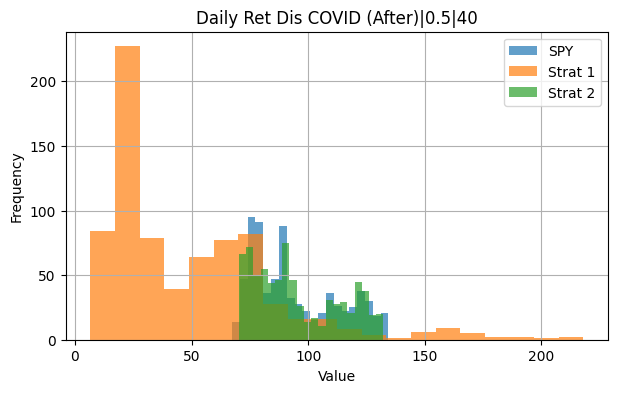 Daily Ret Dis COVID (After)|0.5|40
SPY
Strat 1
Strat 2
Frequency
200
150
100
50
0
0
50
100
150
200
Value